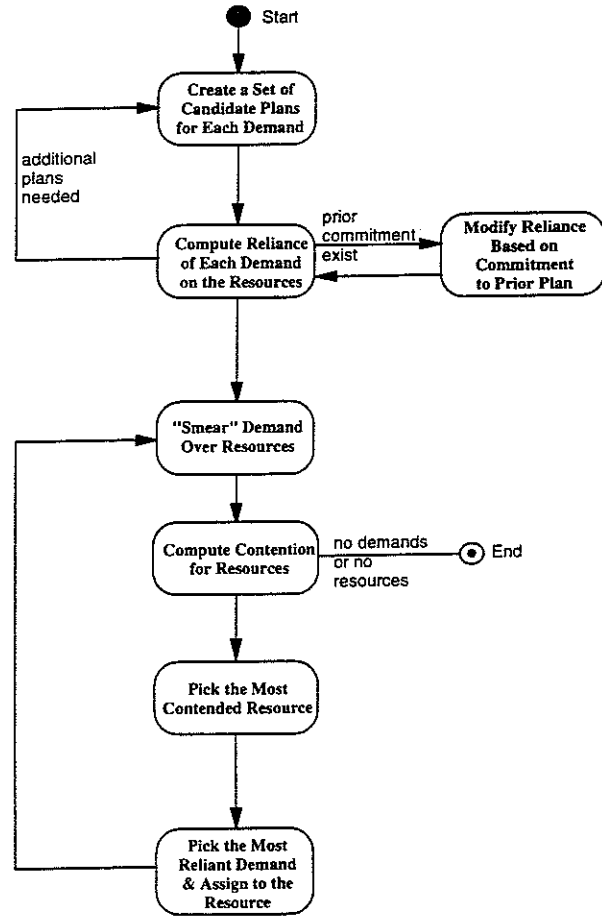 Start
Create a Set of
Candidate Plans
for Each Demand
additional
plans
needed
Compute Reliance
of Each Demand
on the Resources
prior
commitment
exist
Modify Reliance
Based on
Commitment
to Prior Plan
"Smear" Demand
Over Resources
Compute Contention
for Resources
no demands
or no
resources
End
Pick the Most
Contended Resource
Pick the Most
Reliant Demand
& Assign to the
Resource